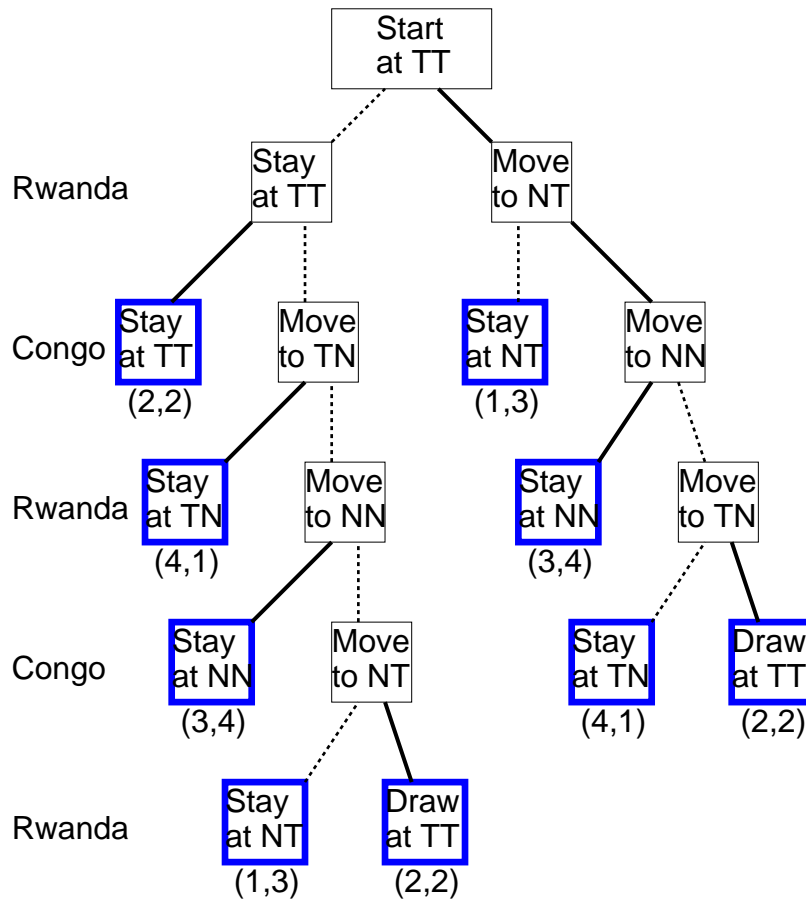 Start
at TT
Rwanda
Stay
at TT
Move
to NT
Congo
Stay
at TT
(2,2)
Move
to TN
Stay
at NT
(1,3)
Move
to NN
Rwanda
Stay
at TN
(4,1)
Move
to NN
Stay
at NN
(3,4)
Move
to TN
Congo
Stay
at NN
(3,4)
Move
to NT
Stay
at TN
(4,1)
Draw
at TT
(2,2)
Rwanda
Stay
at NT
(1,3)
Draw
at TT
(2,2)